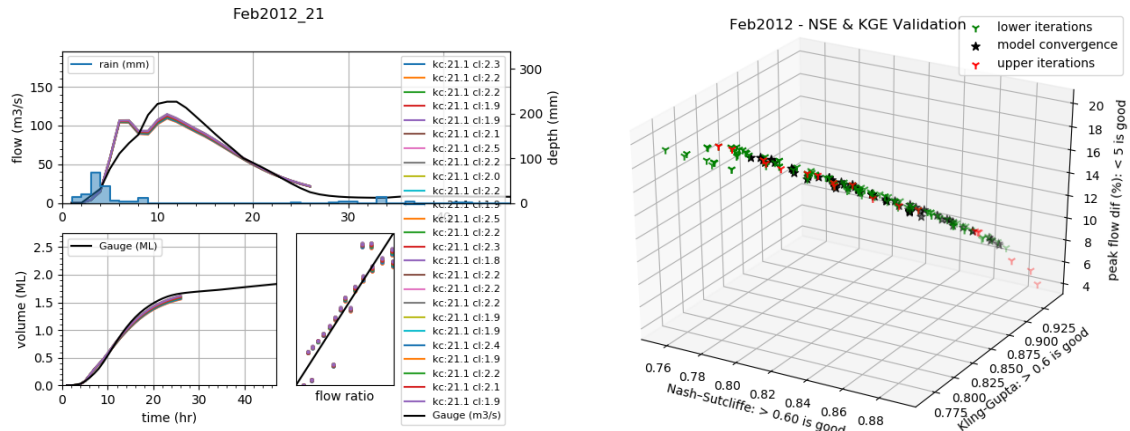 Feb2012_21
rain (mm)
flow (m3/s)
150
100
50
0
300
200
100
0
depth (mm)
0
10
20
30
40
kc:21.1 cl:2.3
kc:21.1 cl:2.2
kc:21.1 cl:2.2
kc:21.1 cl:1.9
kc:21.1 cl:1.9
kc:21.1 cl:2.1
kc:21.1 cl:2.5
kc:21.1 cl:2.2
kc:21.1 cl:2.0
kc:21.1 cl:2.2
kc:21.1 cl:1.9
kc:21.1 cl:2.5
kc:21.1 cl:2.2
kc:21.1 cl:2.3
kc:21.1 cl:1.8
kc:21.1 cl:2.2
kc:21.1 cl:2.2
kc:21.1 cl:2.2
kc:21.1 cl:1.9
kc:21.1 cl:1.9
kc:21.1 cl:2.4
kc:21.1 cl:1.9
kc:21.1 cl:2.2
kc:21.1 cl:2.1
kc:21.1 cl:1.9
Gauge (m3/s)
Gauge (ML)
volume (ML)
2.5
2.0
1.5
1.0
0.5
0.0
0
10
20
30
40
time (hr)
flow ratio
Feb2012 - NSE & KGE Validation
lower iterations
model convergence
upper iterations
20
18
16
14
12
10
8
6
4
peak flow dif (%): < 5 is good
0.925
0.900
0.875
0.850
0.825
0.800
0.775
Kling-Gupta: > 0.6 is good
0.76
0.78
0.80
0.82
0.84
0.86
0.88
Nash–Sutcliffe: > 0.60 is good